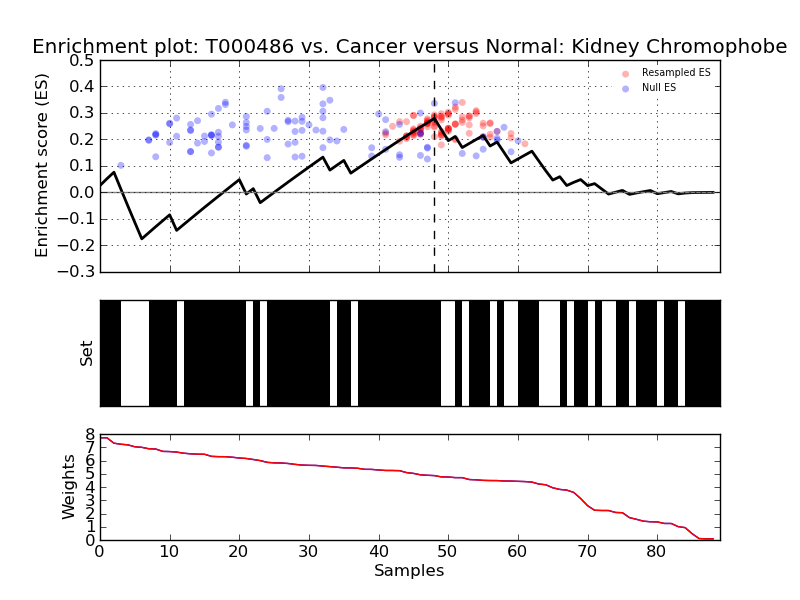 Enrichment plot: T000486 vs. Cancer versus Normal: Kidney Chromophobe
Enrichment score (ES)
0.5
0.4
0.3
0.2
0.1
0.0
−0.1
−0.2
−0.3
Resampled ES
Null ES
Set
Weights
8
7
6
5
4
3
2
1
0
0 10 20 30 40 50 60 70 80
Samples